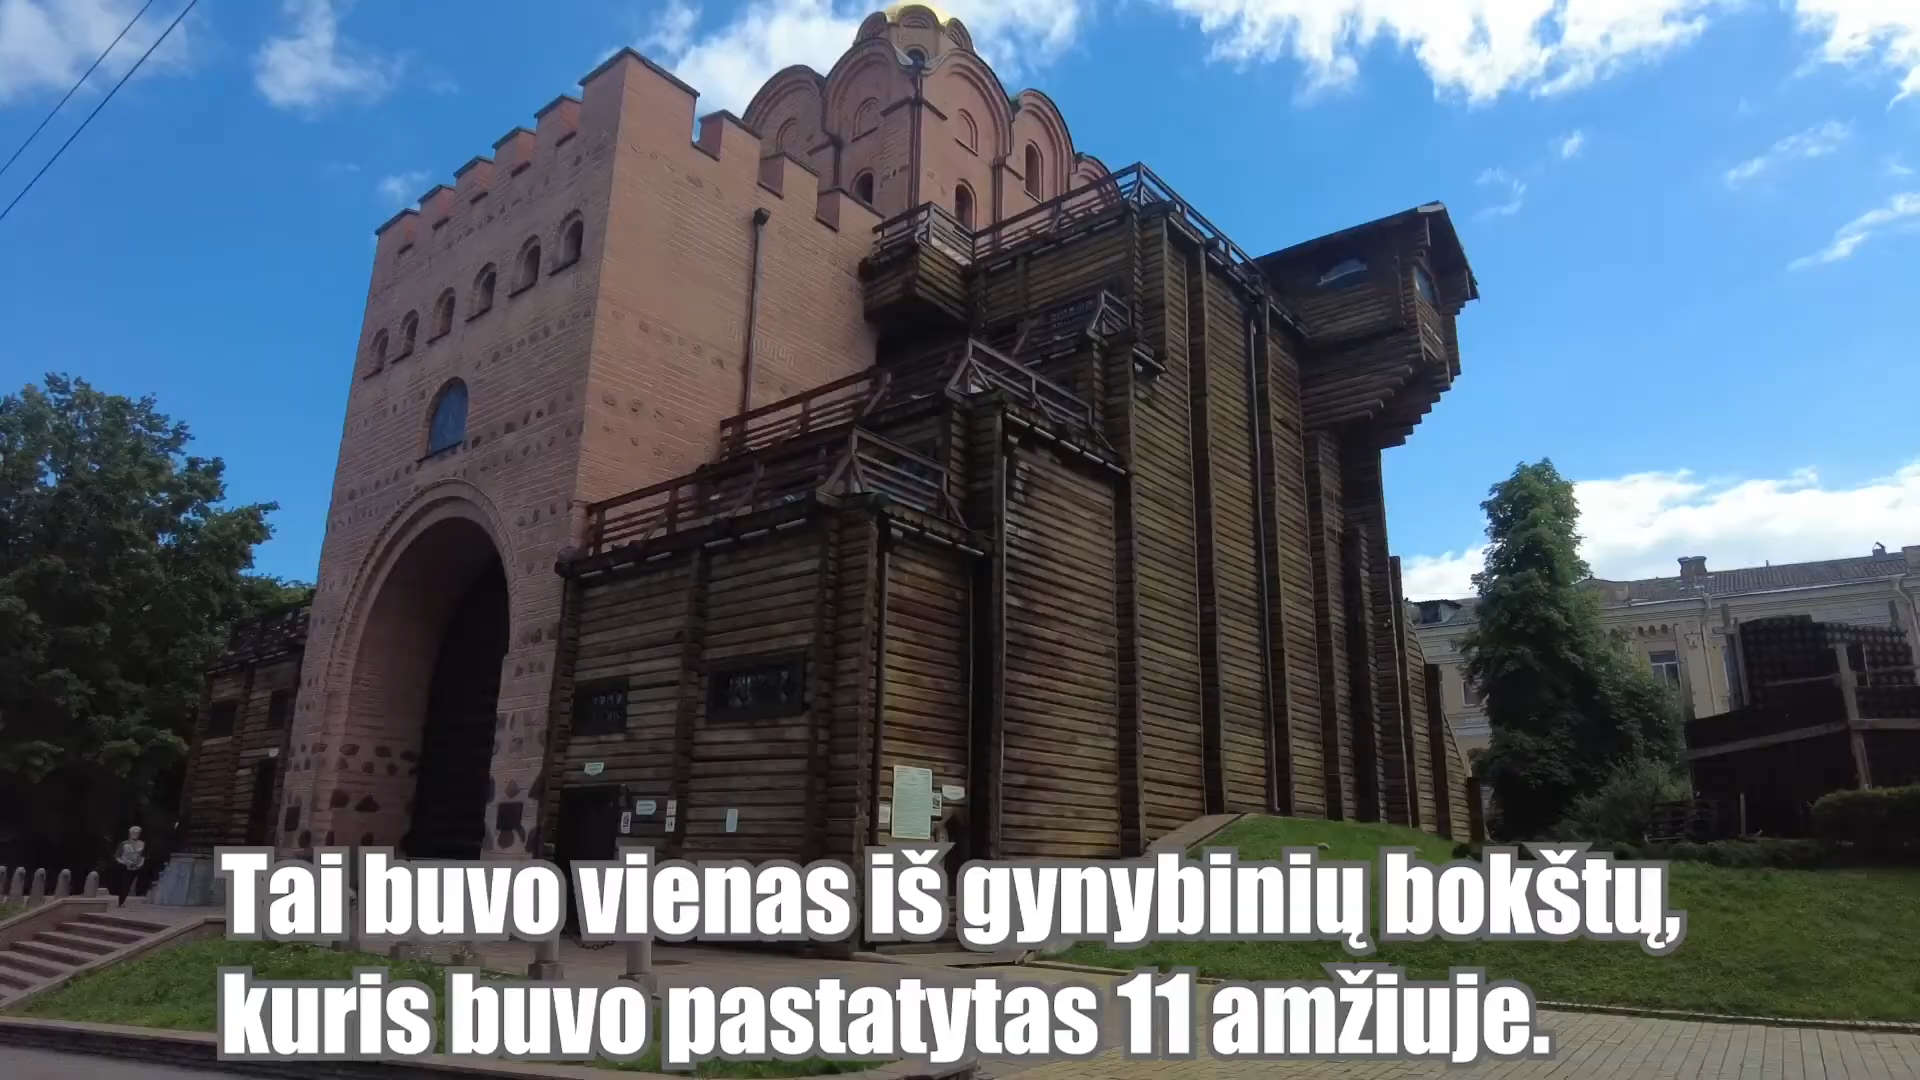 Tai buvo vienas iš gynybinių bokštų,
kuris buvo pastatytas 11 amžiuje.